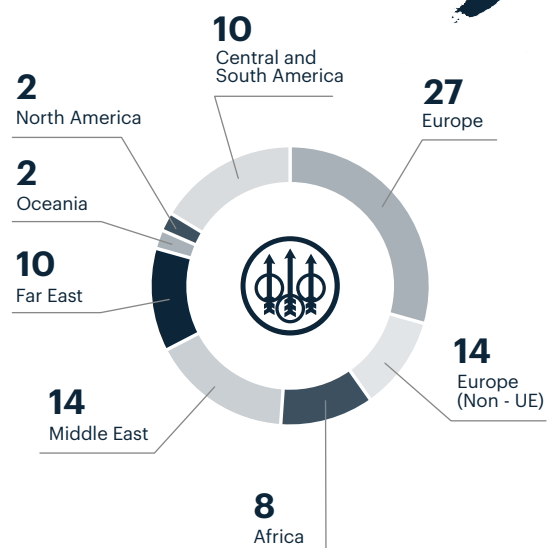 10
Central and
South America
27
Europe
2
North America
2
Oceania
10
Far East
14
Europe
(Non - UE)
14
Middle East
8
Africa